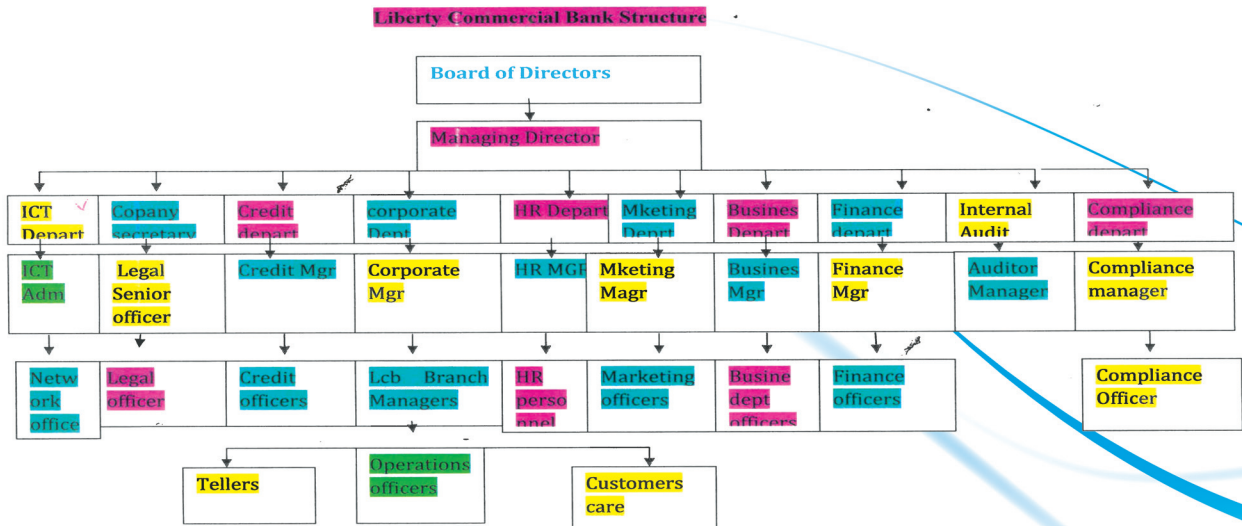 Liberty Commercial Bank Structure
Board of Directors
Managing Director
ICT
Depart
Copany
secretary
Credit
depart
corporate
Dept
HR Depart
Mketing
Deprt
Busines
Depart
Finance
depart
Internal
Audit
Compliance
depart
ICT
Adm
Legal
Senior
officer
Credit Mgr
Corporate
Mgr
HR MGR
Mketing
Magr
Busines
Mgr
Finance
Mgr
Auditor
Manager
Compliance
manager
Netw
ork
office
Legal
officer
Credit
officers
Lcb Branch
Managers
HR
perso
nnel
Marketing
officers
Busine
dept
officers
Finance
officers
Compliance
Officer
Tellers
Operations
officers
Customers
care